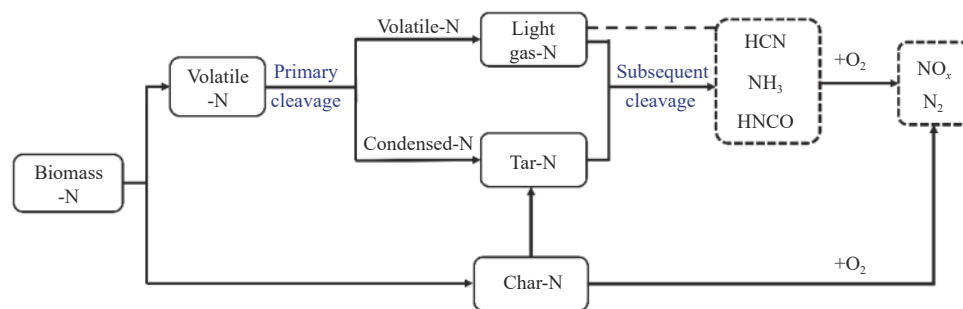 Biomass
-N
Volatile
-N
Primary
cleavage
Volatile-N
Condensed-N
Light
gas-N
Tar-N
Char-N
Subsequent
cleavage
HCN
NH₃
HNCO
+O₂
+O₂
NOₓ
N₂